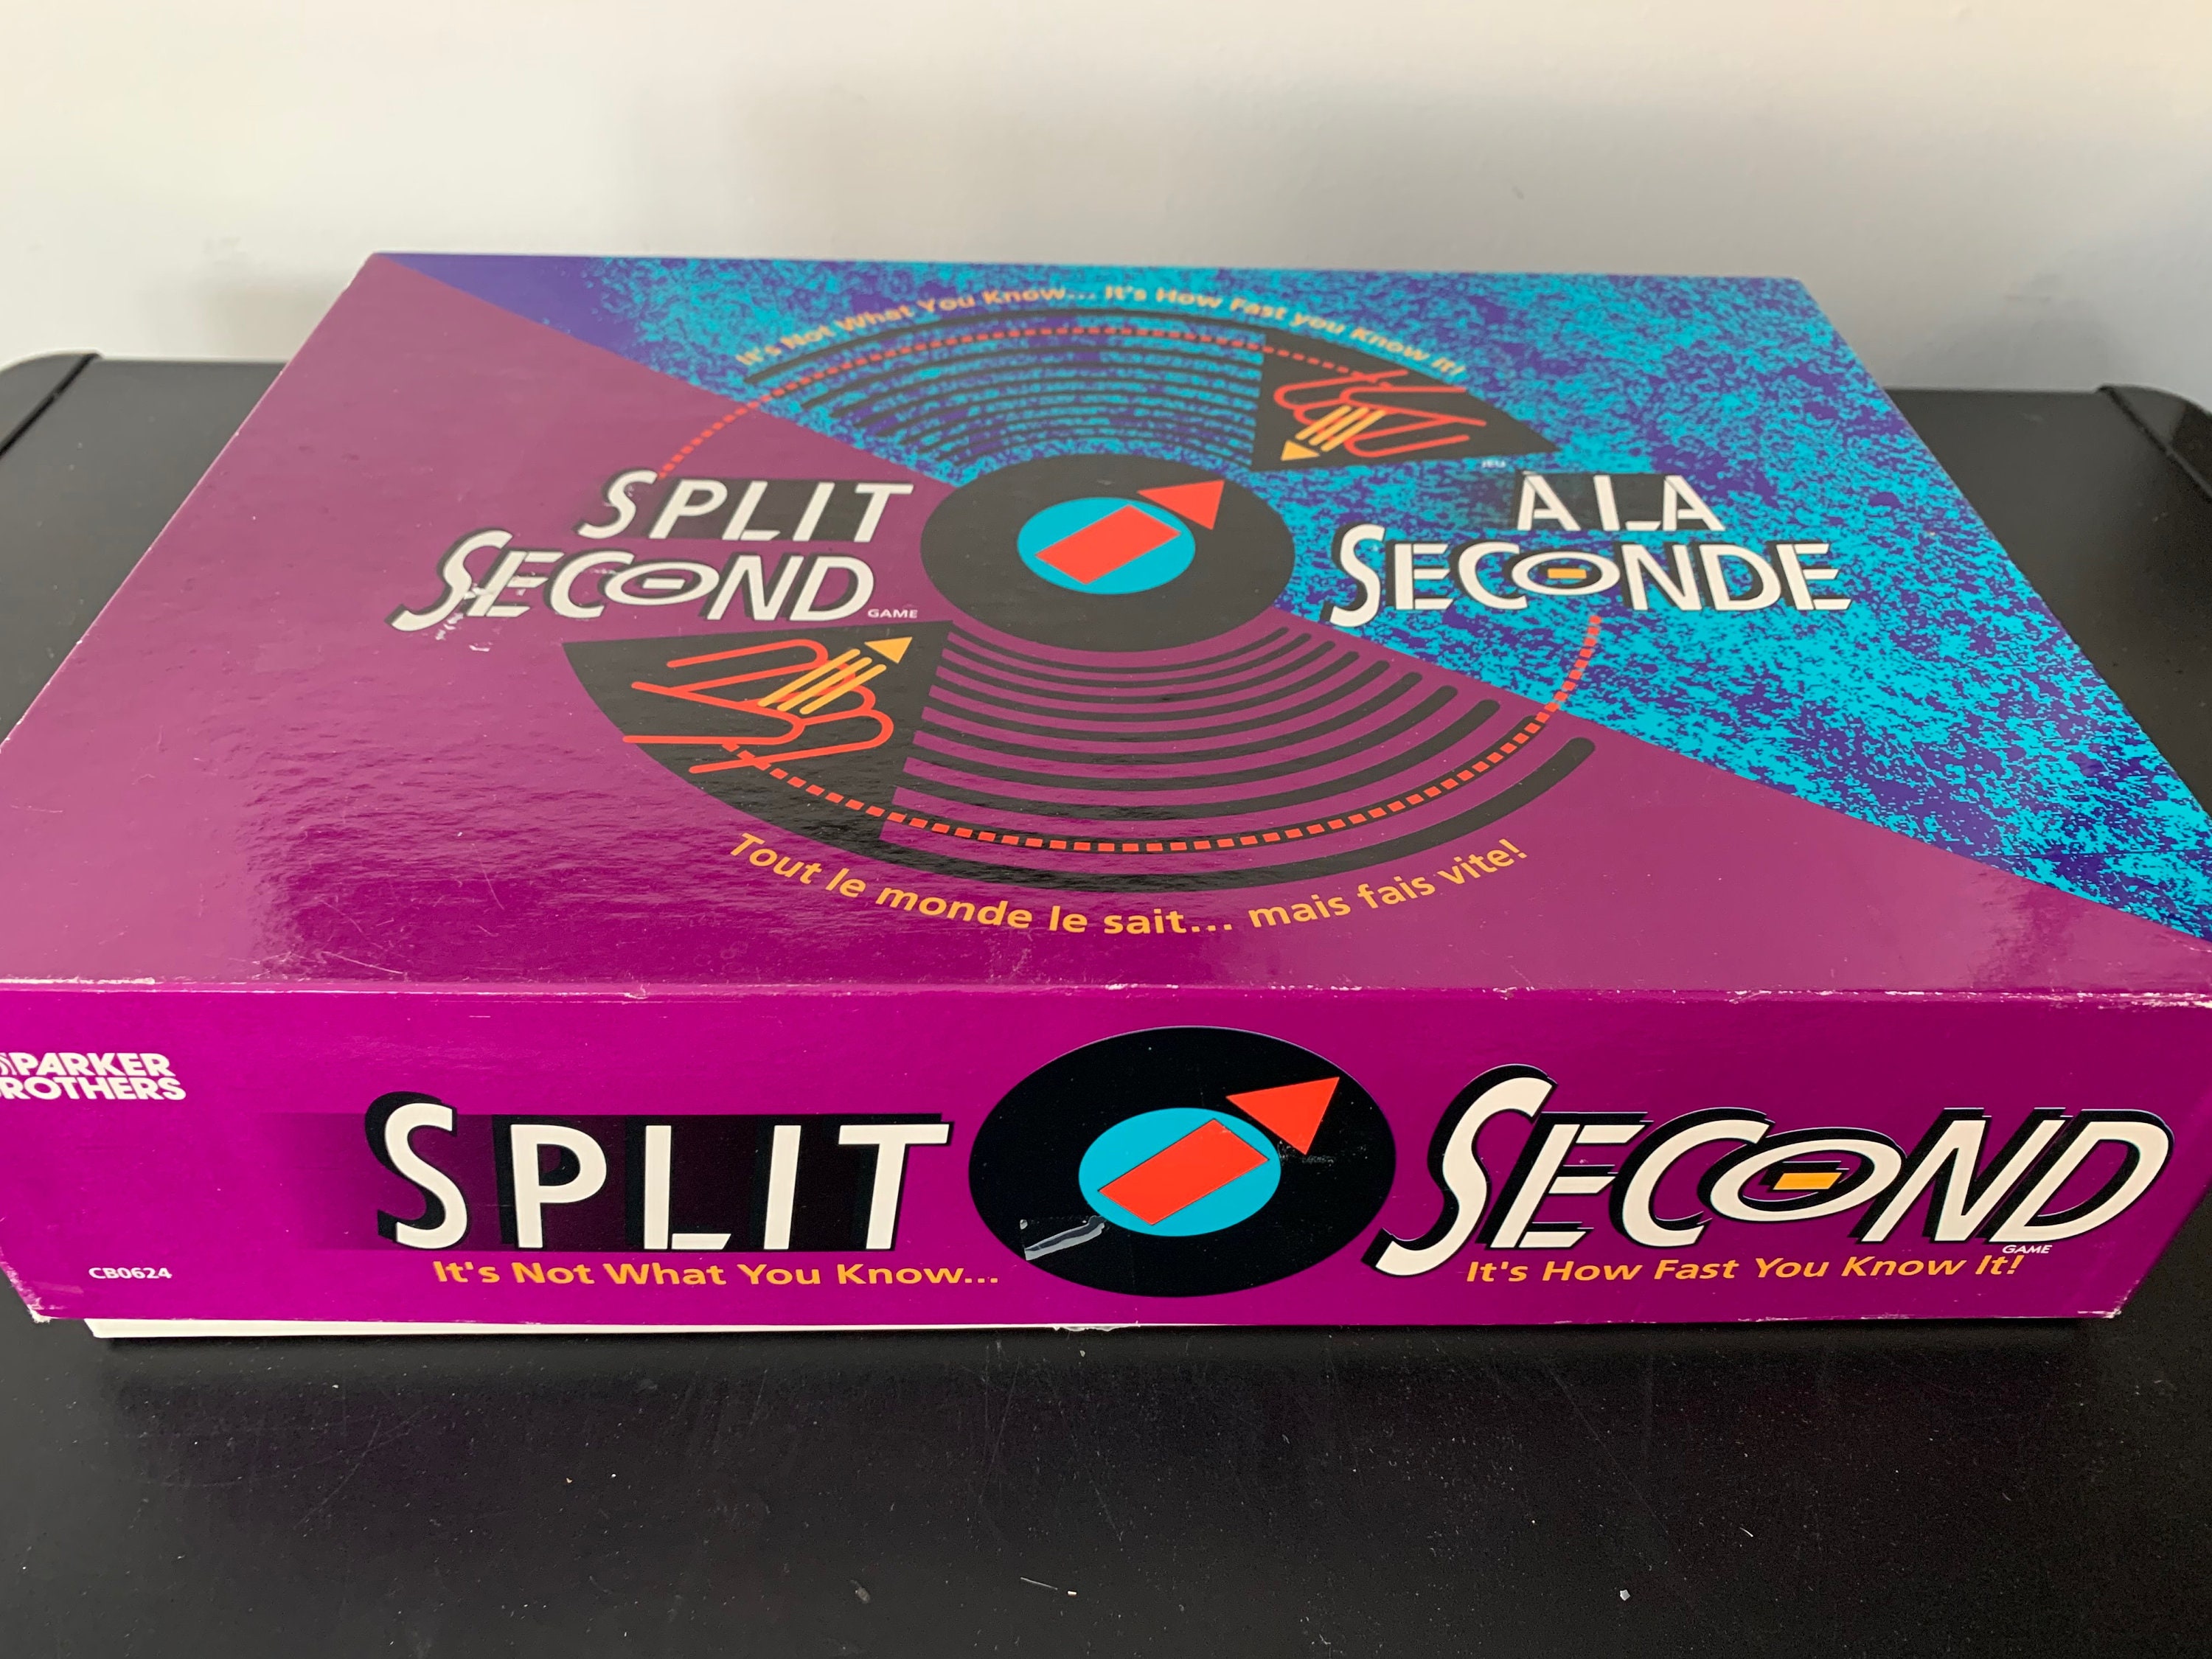 It's Not What You Know... It's How Fast you Know it!
SPLIT
SECOND
GAME
JEU
À LA
SECONDE
Tout le monde le sait... mais fais vite!
PARKER
ROTHERS
CB0624
SPLIT
SECOND
GAME
It's Not What You Know...
It's How Fast You Know It!